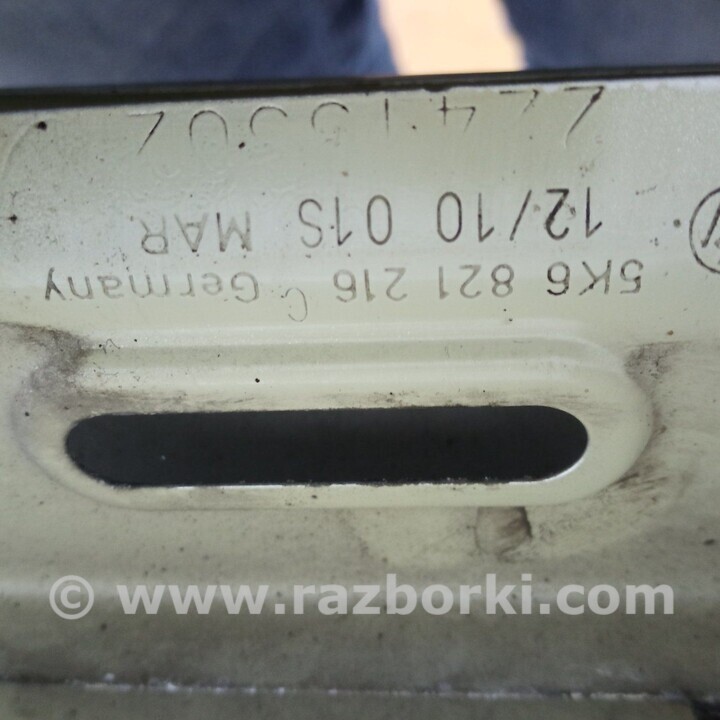 5K6 821 216 C Germany
12/10 01S MAR
© www.razborki.com